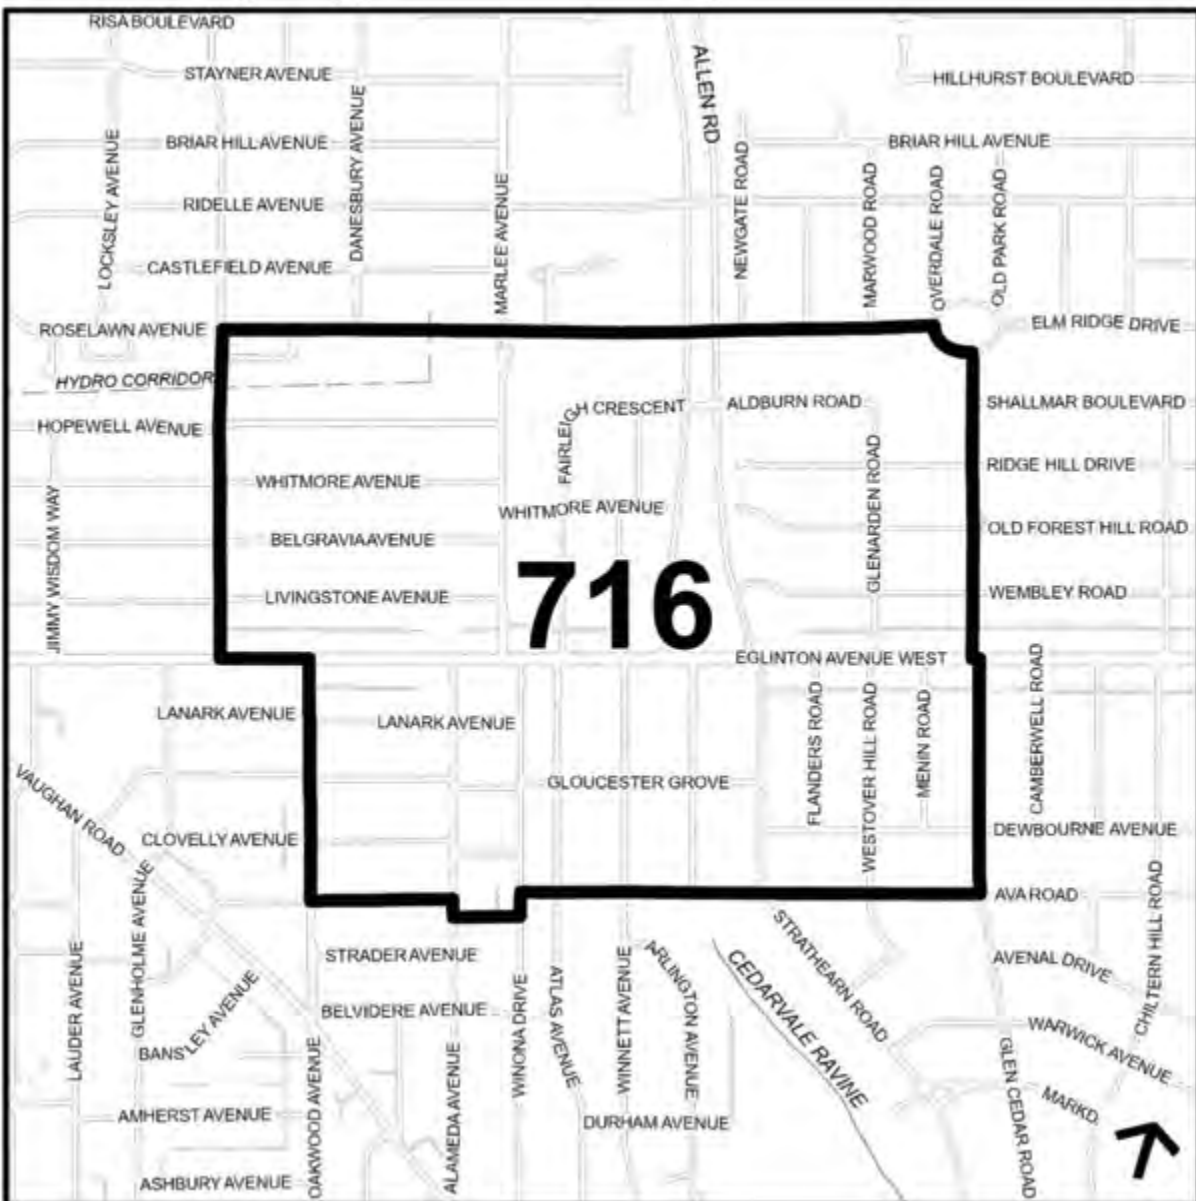 RISA BOULEVARD
STAYNER AVENUE
ALLEN RD
HILLHURST BOULEVARD
BRIAR HILL AVENUE
DANESBURY AVENUE
BRIAR HILL AVENUE
LOCKSLEY AVENUE
RIDELLE AVENUE
MARLEE AVENUE
NEWGATE ROAD
MARWOOD ROAD
OVERDALE ROAD
OLD PARK ROAD
CASTLEFIELD AVENUE
ROSELAWN AVENUE
ELM RIDGE DRIVE
HYDRO CORRIDOR
FAIRLEIGH CRESCENT
ALDBURN ROAD
SHALLMAR BOULEVARD
HOPEWELL AVENUE
RIDGE HILL DRIVE
WHITMORE AVENUE
GLENARDEN ROAD
WHITMORE AVENUE
OLD FOREST HILL ROAD
JIMMY WISDOM WAY
BELGRAVIA AVENUE
LIVINGSTONE AVENUE
716
WEMBLEY ROAD
EGLINTON AVENUE WEST
LANARK AVENUE
LANARK AVENUE
FLANDERS ROAD
WESTOVER HILL ROAD
MENIN ROAD
CAMBERWELL ROAD
GLOUCESTER GROVE
VAUGHAN ROAD
CLOVELLY AVENUE
DEWBOURNE AVENUE
AVA ROAD
GLENHOLME AVENUE
CHILTERN HILL ROAD
STRATHEARN ROAD
STRADER AVENUE
LAUDER AVENUE
ATLAS AVENUE
WINNETT AVENUE
ARLINGTON AVENUE
CEDARVALE RAVINE
AVENAL DRIVE
BELVIDERE AVENUE
WINONA DRIVE
BANSLEY AVENUE
WARWICK AVENUE
OAKWOOD AVENUE
ALAMEDA AVENUE
GLEN CEDAR ROAD
MARKD.
AMHERST AVENUE
DURHAM AVENUE
ASHBURY AVENUE